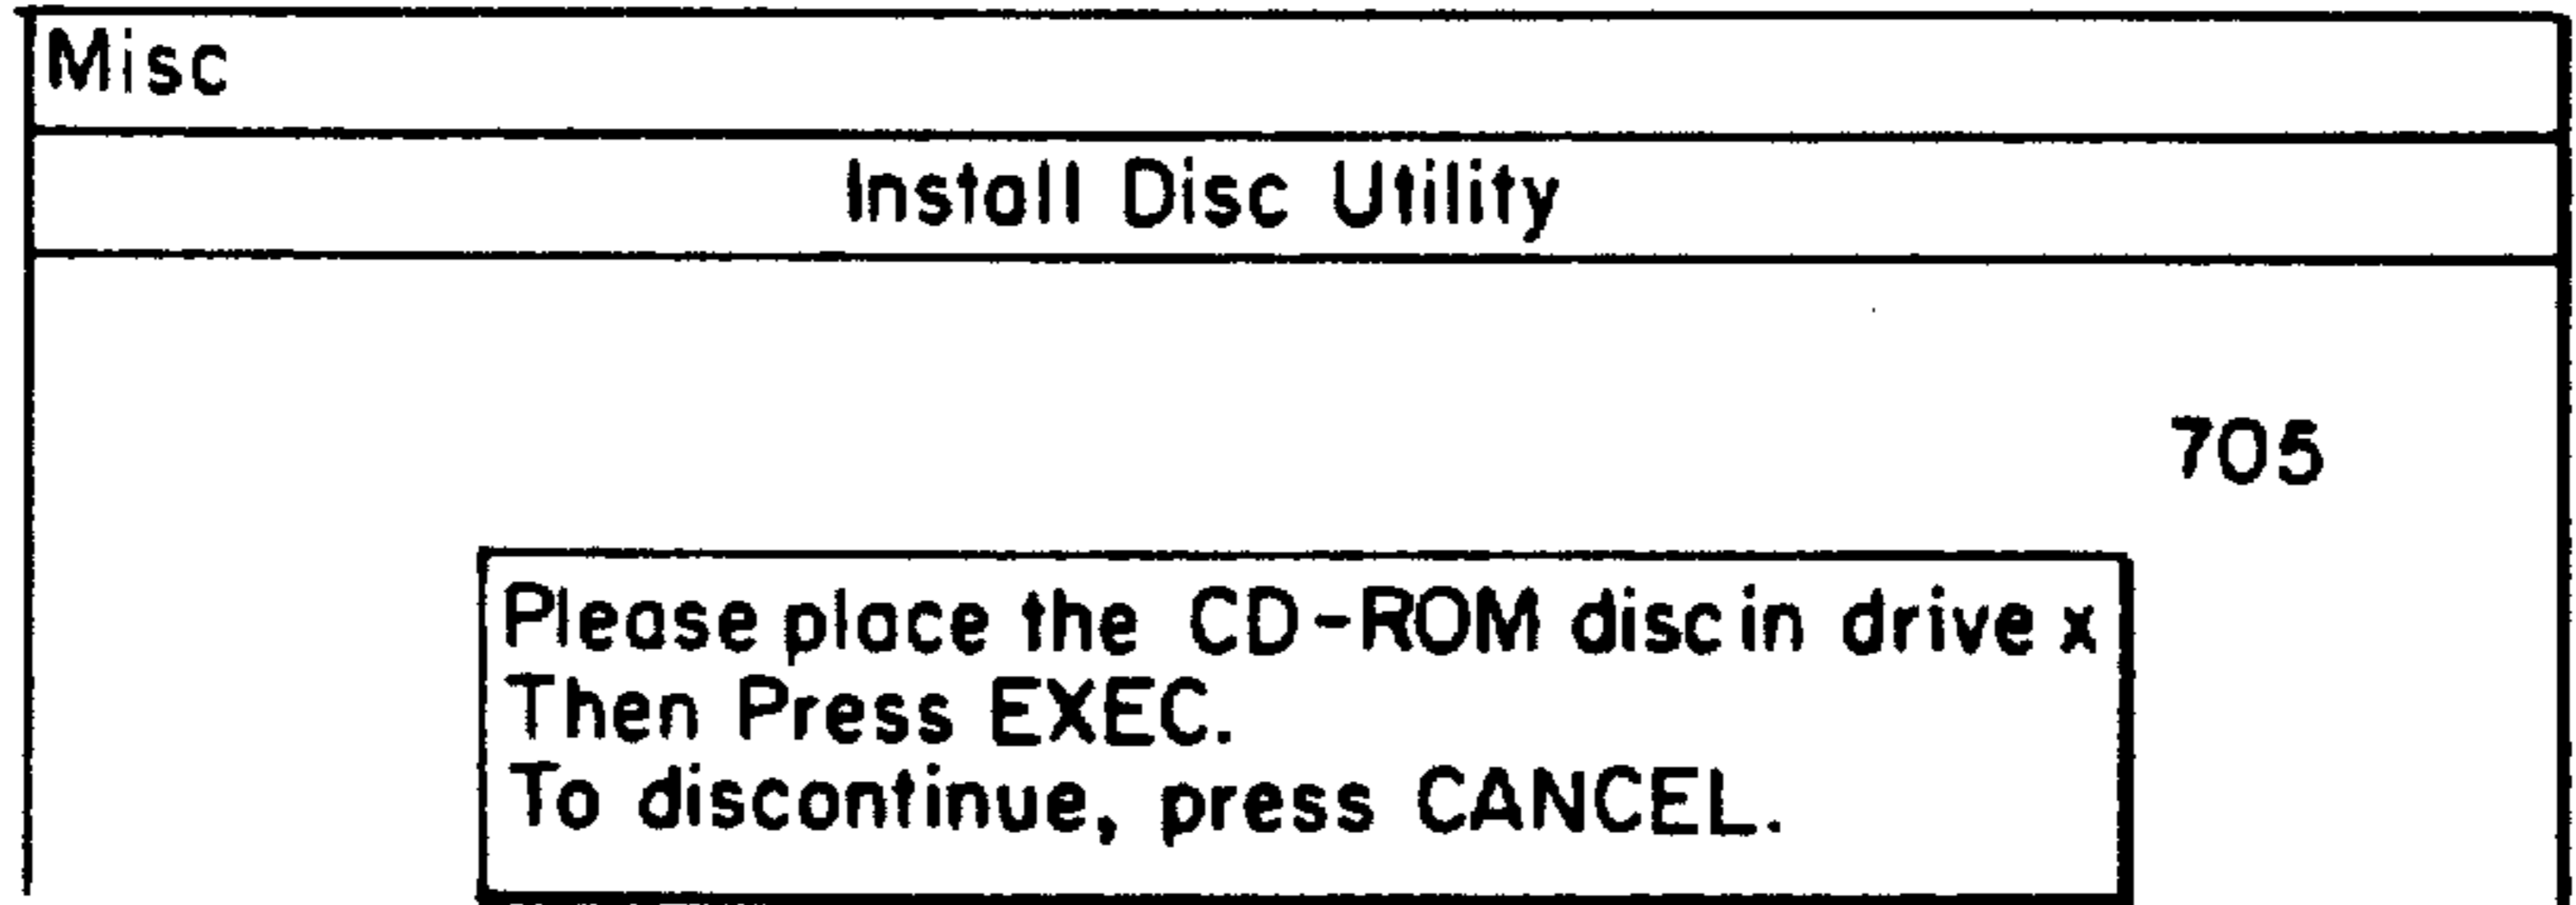 Misc
Install Disc Utility
705
Please place the CD-ROM disc in drive x
Then Press EXEC.
To discontinue, press CANCEL.